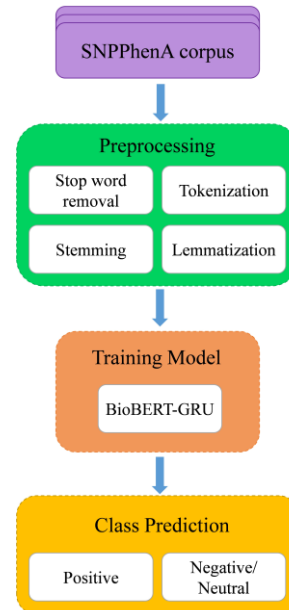 SNPPhenA corpus
Preprocessing
Stop word
removal
Tokenization
Stemming
Lemmatization
Training Model
BioBERT-GRU
Class Prediction
Positive
Negative/
Neutral